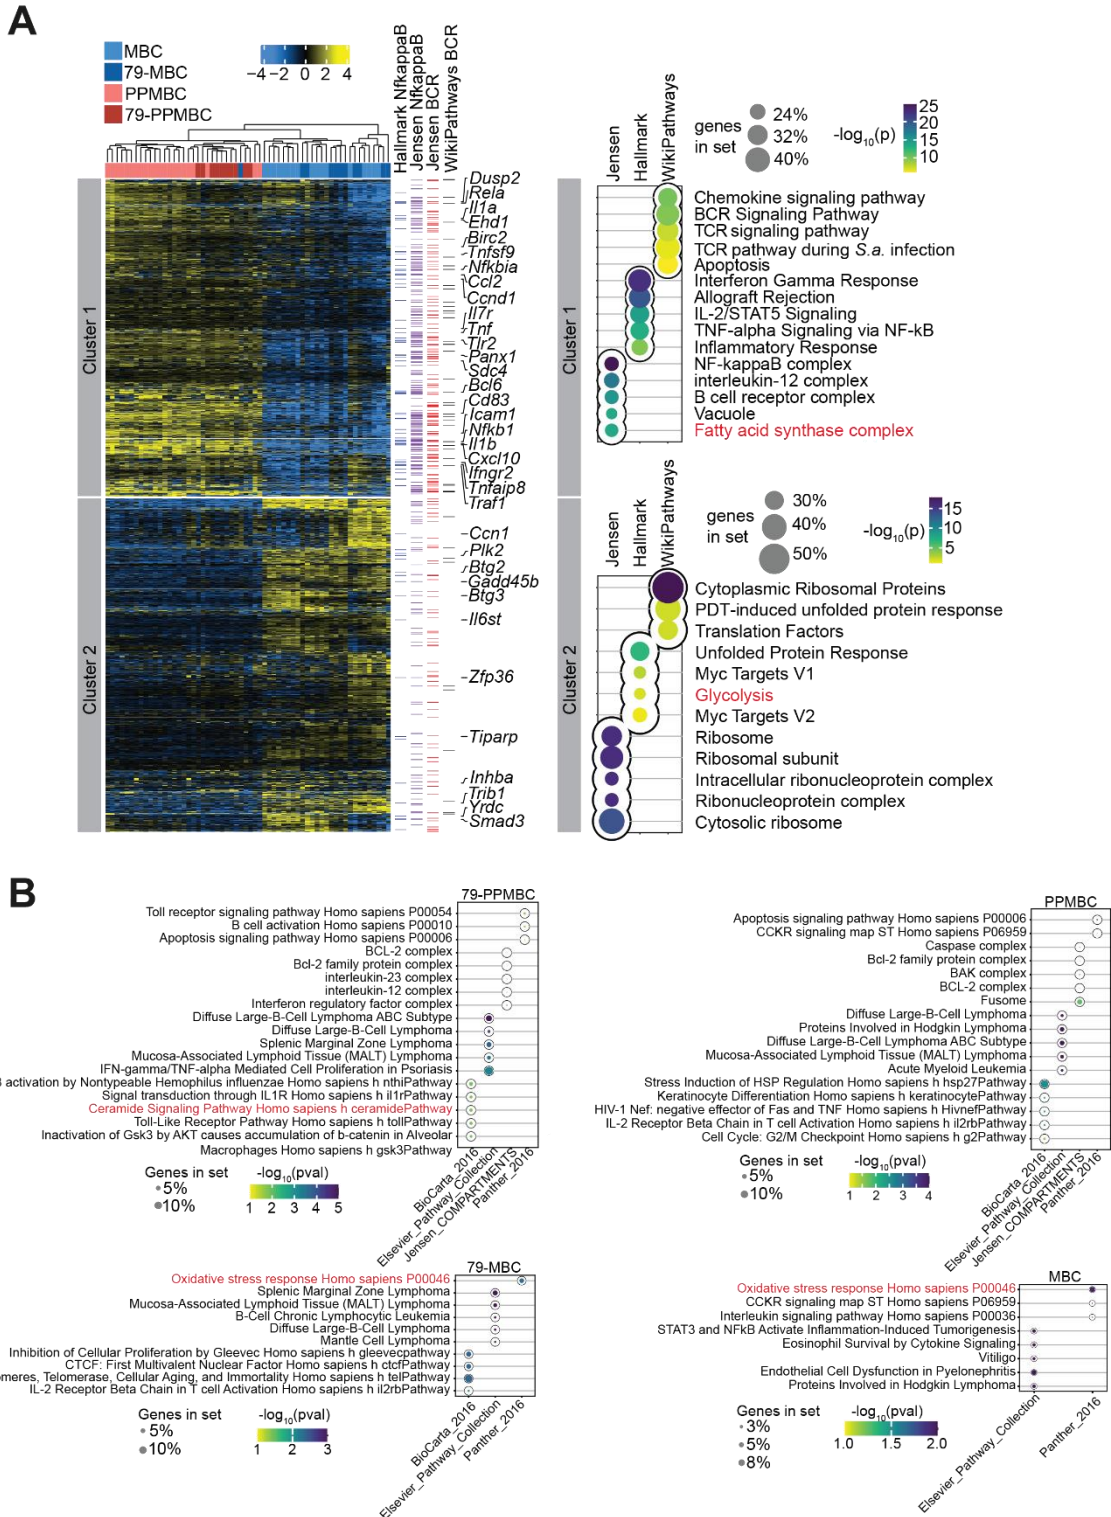 A
MBC
79-MBC
PPMBC
79-PPMBC
−4 −2 0 2 4
Hallmark NfkappaB
Jensen NfkappaB
Jensen BCR
WikiPathways BCR
Cluster 1
Cluster 2
Dusp2
Rela
Il1a
Ehd1
Birc2
Tnfsf9
Nfkbia
Ccl2
Ccnd1
Il7r
Tnf
Tlr2
Panx1
Sdc4
Bcl6
Cd83
Icam1
Nfkb1
Il1b
Cxcl10
Ifngr2
Tnfaip8
Traf1
Ccn1
Plk2
Btg2
Gadd45b
Btg3
Il6st
Zfp36
Tiparp
Inhba
Trib1
Yrdc
Smad3
Cluster 1
Jensen
Hallmark
WikiPathways
genes in set
24%
32%
40%
-log10(p)
25
20
15
10
Chemokine signaling pathway
BCR Signaling Pathway
TCR signaling pathway
TCR pathway during S.a. infection
Apoptosis
Interferon Gamma Response
Allograft Rejection
IL-2/STAT5 Signaling
TNF-alpha Signaling via NF-kB
Inflammatory Response
NF-kappaB complex
interleukin-12 complex
B cell receptor complex
Vacuole
Fatty acid synthase complex
Cluster 2
Jensen
Hallmark
WikiPathways
genes in set
30%
40%
50%
-log10(p)
15
10
5
Cytoplasmic Ribosomal Proteins
PDT-induced unfolded protein response
Translation Factors
Unfolded Protein Response
Myc Targets V1
Glycolysis
Myc Targets V2
Ribosome
Ribosomal subunit
Intracellular ribonucleoprotein complex
Ribonucleoprotein complex
Cytosolic ribosome
B
79-PPMBC
Toll receptor signaling pathway Homo sapiens P00054
B cell activation Homo sapiens P00010
Apoptosis signaling pathway Homo sapiens P00006
BCL-2 complex
Bcl-2 family protein complex
interleukin-23 complex
interleukin-12 complex
Interferon regulatory factor complex
Diffuse Large-B-Cell Lymphoma ABC Subtype
Diffuse Large-B-Cell Lymphoma
Splenic Marginal Zone Lymphoma
Mucosa-Associated Lymphoid Tissue (MALT) Lymphoma
IFN-gamma/TNF-alpha Mediated Cell Proliferation in Psoriasis
activation by Nontypeable Hemophilus influenzae Homo sapiens h nthiPathway
Signal transduction through IL1R Homo sapiens h il1rPathway
Ceramide Signaling Pathway Homo sapiens h ceramidePathway
Toll-Like Receptor Pathway Homo sapiens h tollPathway
Inactivation of Gsk3 by AKT causes accumulation of b-catenin in Alveolar
Macrophages Homo sapiens h gsk3Pathway
Genes in set
5%
10%
-log10(pval)
1 2 3 4 5
BioCarta_2016
Elsevier_Pathway_Collection
Jensen_COMPARTMENTS
Panther_2016
PPMBC
Apoptosis signaling pathway Homo sapiens P00006
CCKR signaling map ST Homo sapiens P06959
Caspase complex
Bcl-2 family protein complex
BAK complex
BCL-2 complex
Fusome
Diffuse Large-B-Cell Lymphoma
Proteins Involved in Hodgkin Lymphoma
Diffuse Large-B-Cell Lymphoma ABC Subtype
Mucosa-Associated Lymphoid Tissue (MALT) Lymphoma
Acute Myeloid Leukemia
Stress Induction of HSP Regulation Homo sapiens h hsp27Pathway
Keratinocyte Differentiation Homo sapiens h keratinocytePathway
HIV-1 Nef: negative effector of Fas and TNF Homo sapiens h HivnefPathway
IL-2 Receptor Beta Chain in T cell Activation Homo sapiens h il2rbPathway
Cell Cycle: G2/M Checkpoint Homo sapiens h g2Pathway
Genes in set
5%
10%
-log10(pval)
1 2 3 4
BioCarta_2016
Elsevier_Pathway_Collection
Jensen_COMPARTMENTS
Panther_2016
79-MBC
Oxidative stress response Homo sapiens P00046
Splenic Marginal Zone Lymphoma
Mucosa-Associated Lymphoid Tissue (MALT) Lymphoma
B-Cell Chronic Lymphocytic Leukemia
Diffuse Large-B-Cell Lymphoma
Mantle Cell Lymphoma
Inhibition of Cellular Proliferation by Gleevec Homo sapiens h gleevecpathway
CTCF: First Multivalent Nuclear Factor Homo sapiens h ctcfPathway
omeres, Telomerase, Cellular Aging, and Immortality Homo sapiens h telPathway
IL-2 Receptor Beta Chain in T cell Activation Homo sapiens h il2rbPathway
Genes in set
5%
10%
-log10(pval)
1 2 3
BioCarta_2016
Elsevier_Pathway_Collection
Panther_2016
MBC
Oxidative stress response Homo sapiens P00046
CCKR signaling map ST Homo sapiens P06959
Interleukin signaling pathway Homo sapiens P00036
STAT3 and NFkB Activate Inflammation-Induced Tumorigenesis
Eosinophil Survival by Cytokine Signaling
Vitiligo
Endothelial Cell Dysfunction in Pyelonephritis
Proteins Involved in Hodgkin Lymphoma
Genes in set
3%
5%
8%
-log10(pval)
1.0 1.5 2.0
Elsevier_Pathway_Collection
Panther_2016